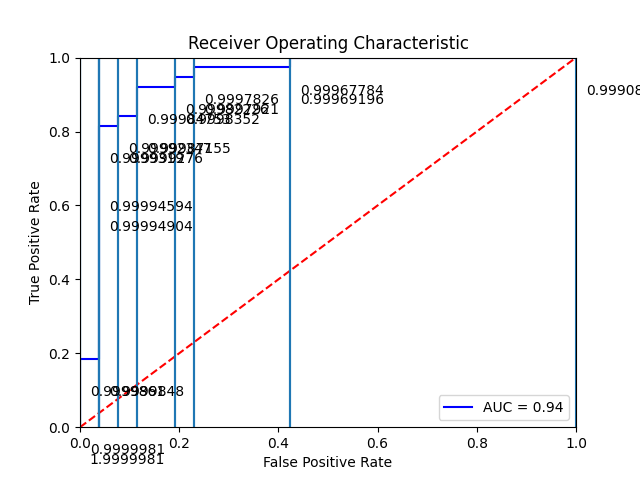 Receiver Operating Characteristic
1.0
0.8
0.6
0.4
0.2
0.0
True Positive Rate
0.99967784
0.99969196
0.99908
0.9997826
0.99994594
0.99994904
AUC = 0.94
0.0 0.2 0.4 0.6 0.8 1.0
0.9999981
1.9999981
False Positive Rate